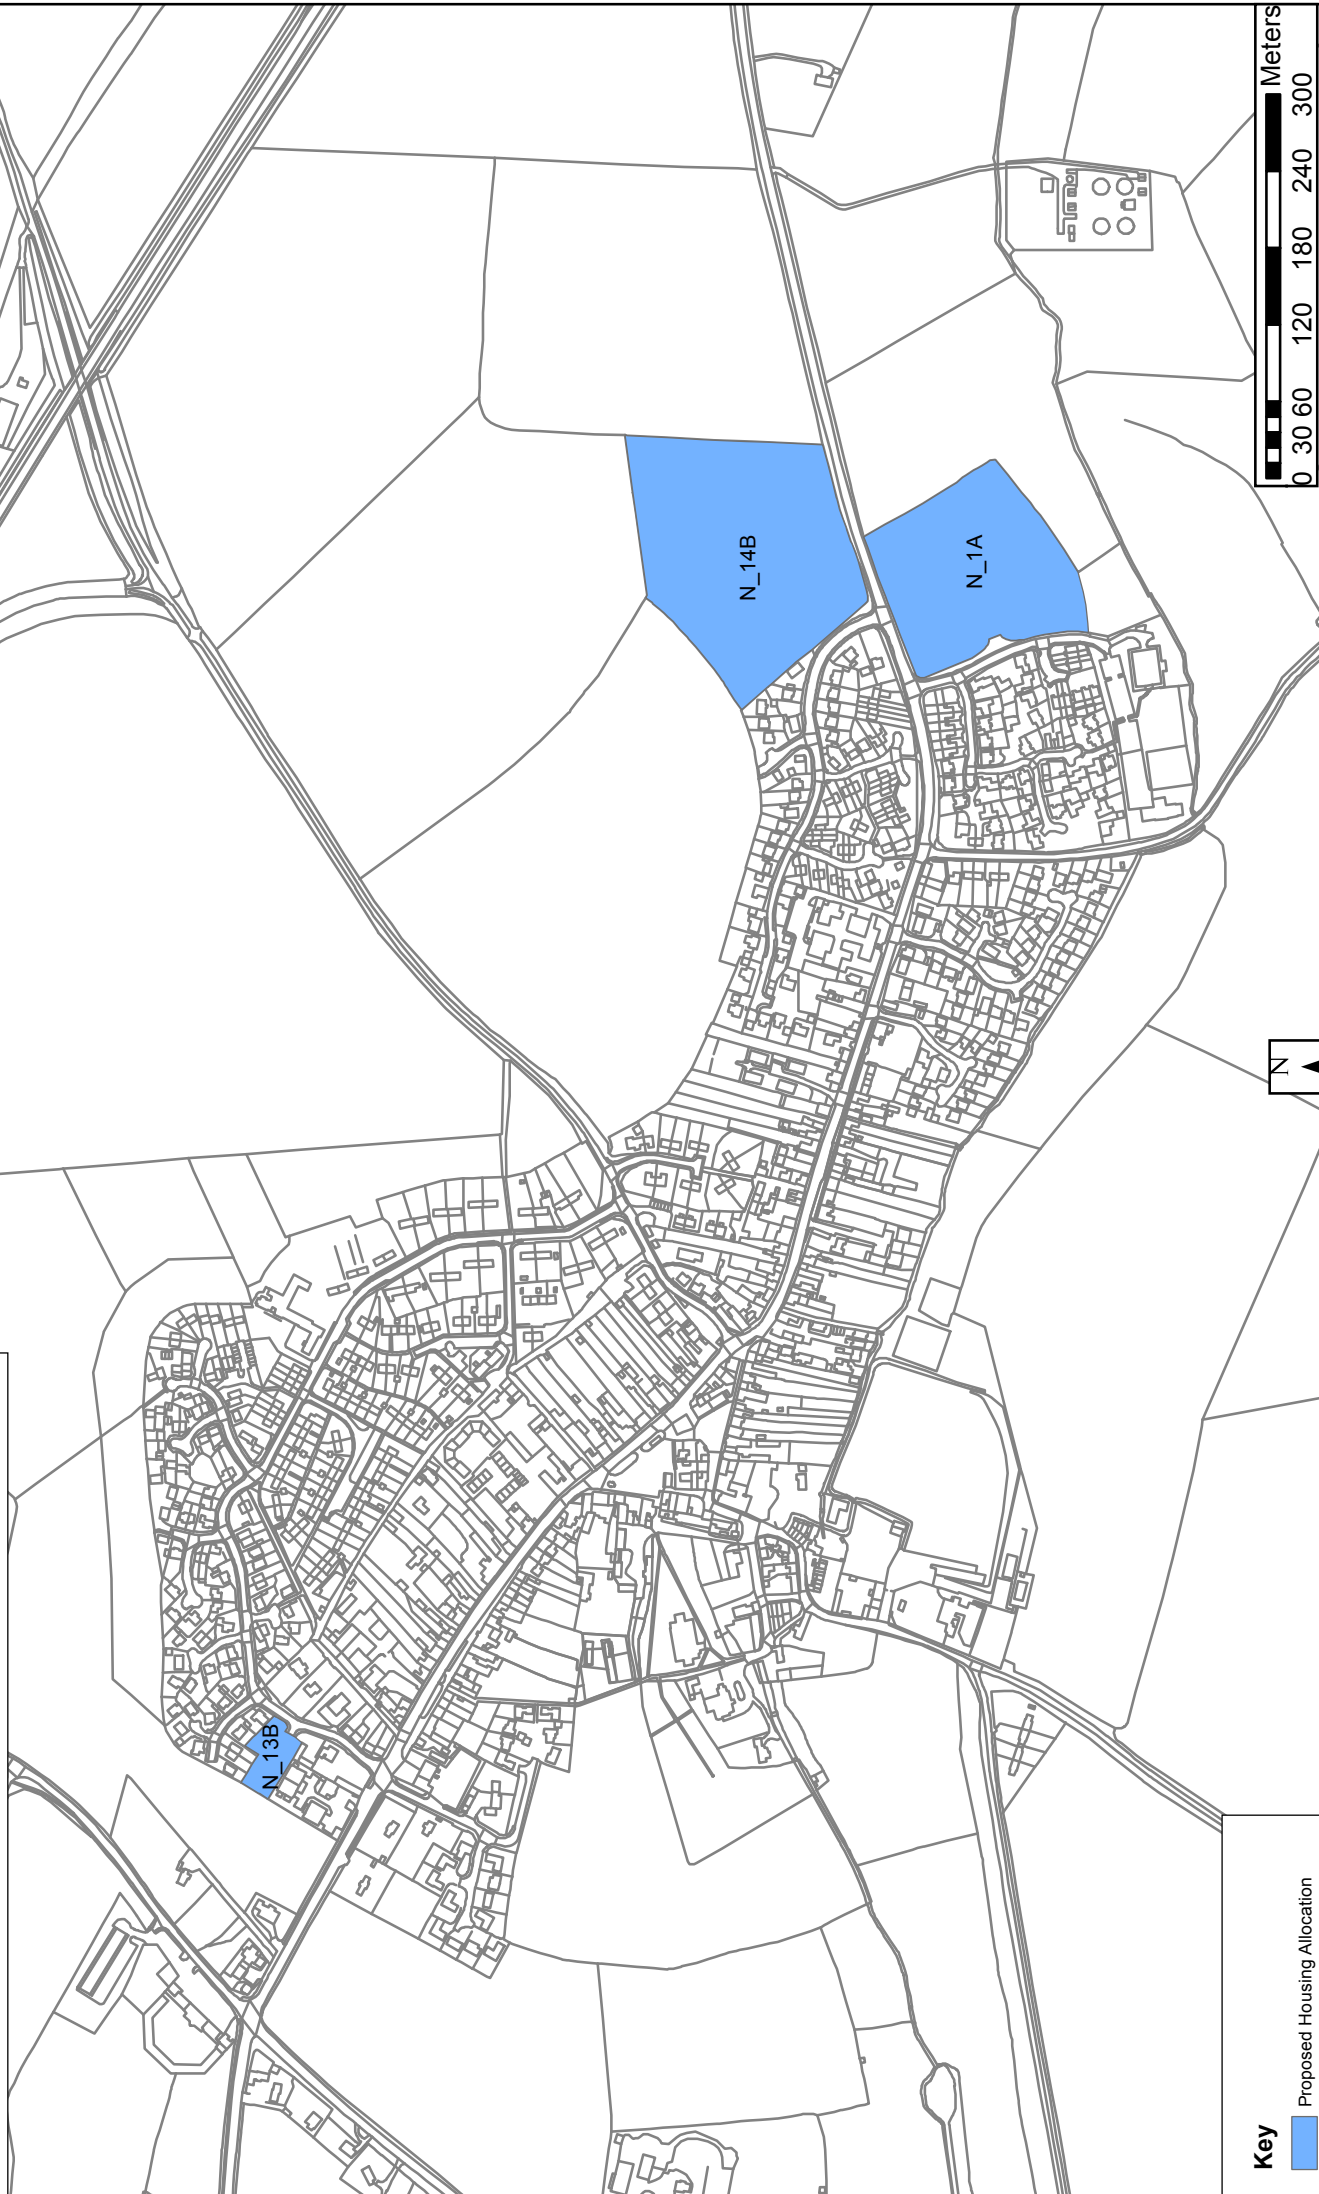 N_13B
N_14B
N_1A
N
Key
Proposed Housing Allocation
0 30 60 120 180 240 300
Meters